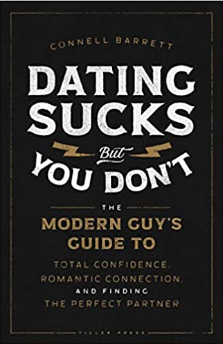 CONNELL BARRETT
DATING
SUCKS
But
YOU DON'T
THE
MODERN GUY'S
GUIDE TO
TOTAL CONFIDENCE,
ROMANTIC CONNECTION,
AND FINDING
THE PERFECT PARTNER
TILLER PRESS